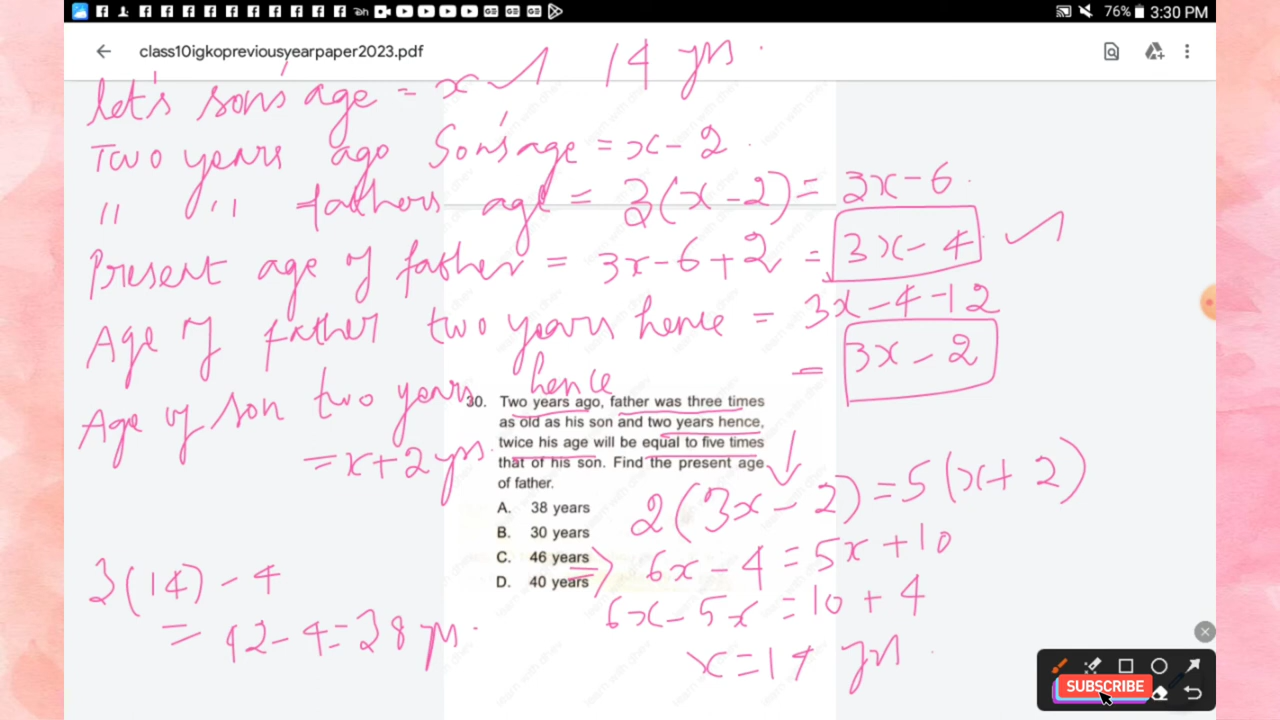 76% 3:30 PM
class10igkopreviousyearpaper2023.pdf
14 yrs.
let's son's age = x
Two years ago Son's age = x - 2.
" " fathers age = 3(x - 2) = 3x - 6.
Present age of father = 3x - 6 + 2 = 3x - 4
Age of father two years hence = 3x - 4 - 12
= 3x - 2
Age of son two years hence
= x + 2 yrs.
30. Two years ago, father was three times
as old as his son and two years hence,
twice his age will be equal to five times
that of his son. Find the present age
of father.
A. 38 years
B. 30 years
C. 46 years
D. 40 years
2(3x - 2) = 5(x + 2)
=> 6x - 4 = 5x + 10
6x - 5x = 10 + 4
x = 14 yrs.
3(14) - 4
= 42 - 4 = 38 yrs.
SUBSCRIBE